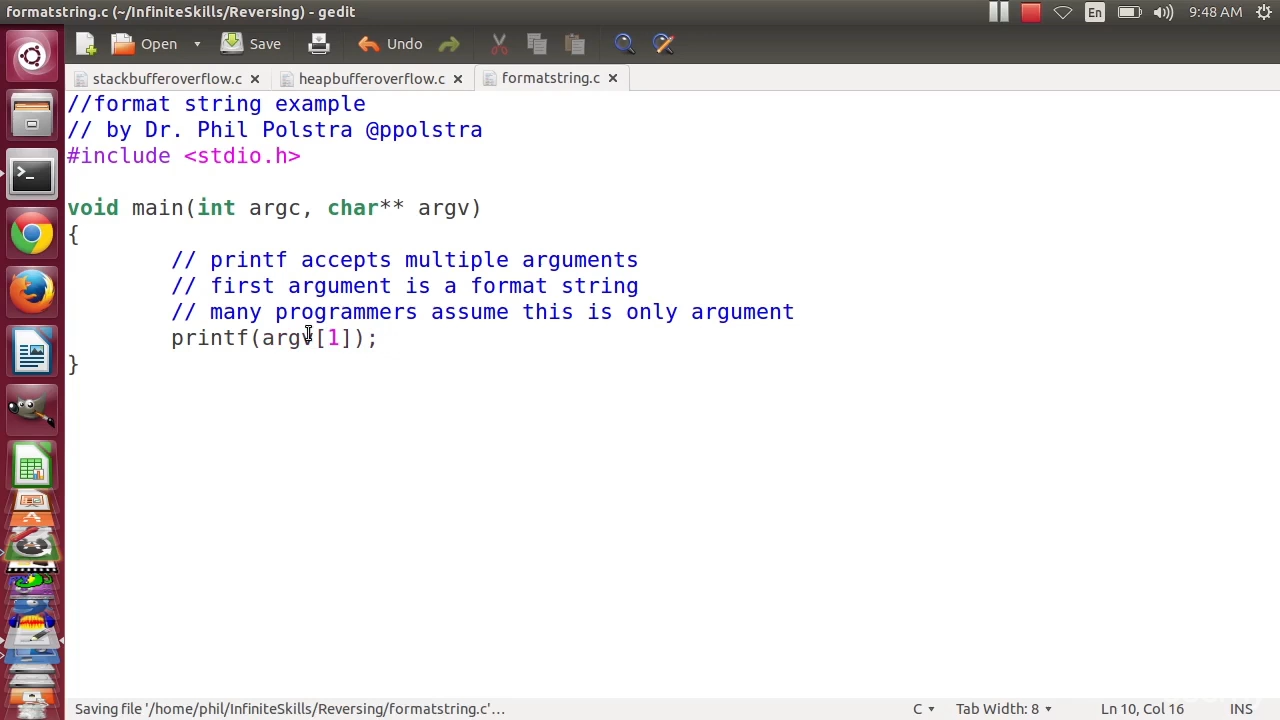 formatstring.c (~/InfiniteSkills/Reversing) - gedit
En 9:48 AM
Open Save Undo
stackbufferoverflow.c heapbufferoverflow.c formatstring.c
//format string example
// by Dr. Phil Polstra @ppolstra
#include <stdio.h>
void main(int argc, char** argv)
{
// printf accepts multiple arguments
// first argument is a format string
// many programmers assume this is only argument
printf(argv[1]);
}
Saving file '/home/phil/InfiniteSkills/Reversing/formatstring.c'… C Tab Width: 8 Ln 10, Col 16 INS